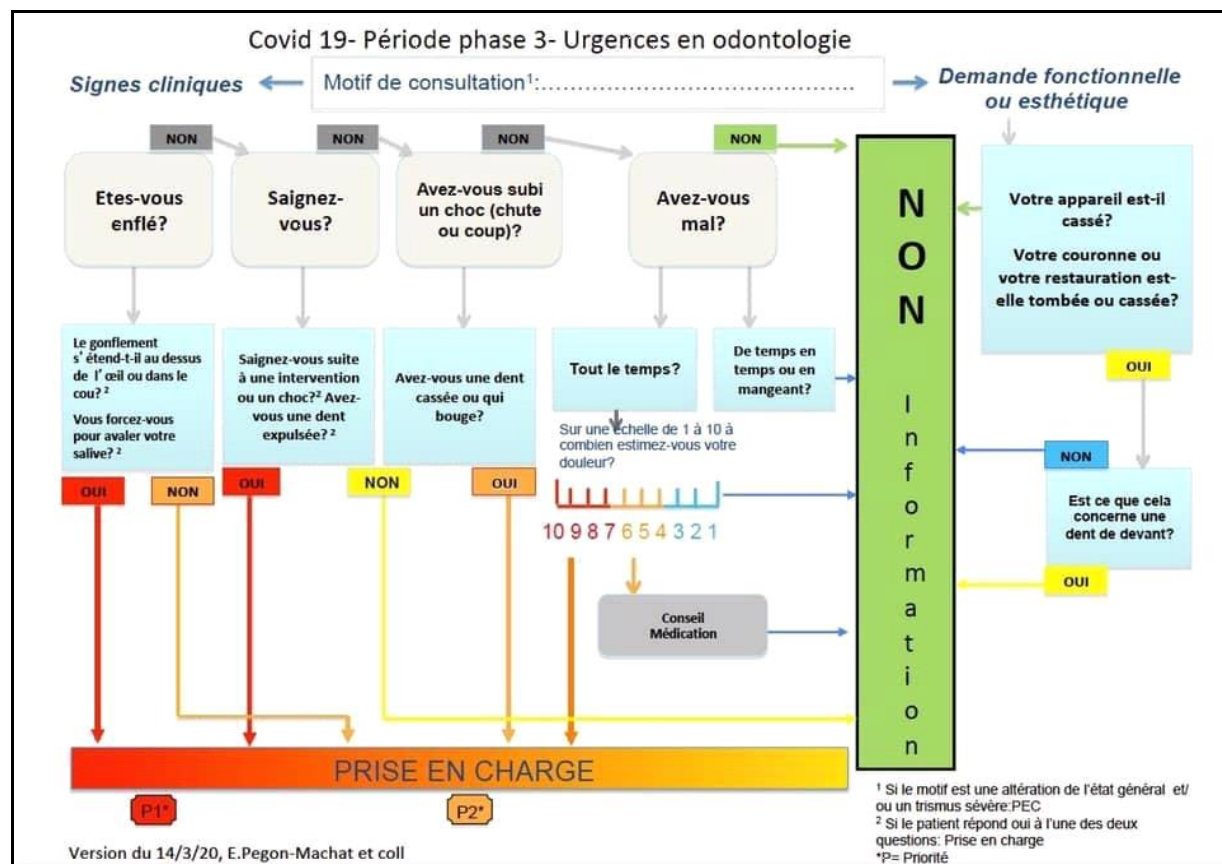 Covid 19- Période phase 3- Urgences en odontologie
Signes cliniques
Motif de consultation¹:......................................................
Demande fonctionnelle
ou esthétique
NON
NON
NON
NON
Etes-vous
enflé?
Saignez-
vous?
Avez-vous subi
un choc (chute
ou coup)?
Avez-vous
mal?
Votre appareil est-il
cassé?
Votre couronne ou
votre restauration est-
elle tombée ou cassée?
Le gonflement
s' étend-t-il au dessus
de l' œil ou dans le
cou? ²
Vous forcez-vous
pour avaler votre
salive? ²
Saignez-vous suite
à une intervention
ou un choc?² Avez-
vous une dent
expulsée? ²
Avez-vous une dent
cassée ou qui
bouge?
Tout le temps?
De temps en
temps ou en
mangeant?
OUI
Sur une échelle de 1 à 10 à
combien estimez-vous votre
douleur?
OUI
NON
OUI
NON
OUI
10 9 8 7 6 5 4 3 2 1
NON
Est ce que cela
concerne une
dent de devant?
OUI
Conseil
Médication
NON Information
PRISE EN CHARGE
P1*
P2*
¹ Si le motif est une altération de l'état général et/
ou un trismus sévère:PEC
² Si le patient répond oui à l'une des deux
questions: Prise en charge
*P= Priorité
Version du 14/3/20, E.Pegon-Machat et coll